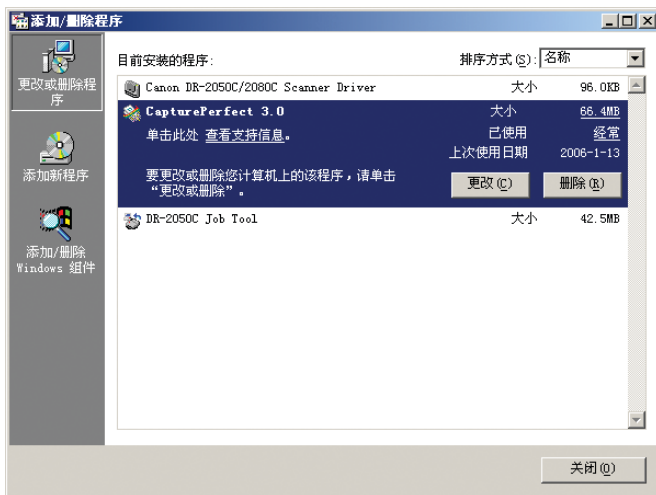 添加/删除程序
更改或删除程
序
添加新程序
添加/删除
Windows 组件
目前安装的程序:
排序方式(S): 名称
Canon DR-2050C/2080C Scanner Driver 大小 96.0KB
CapturePerfect 3.0 大小 66.4MB
单击此处 查看支持信息。 已使用 经常
上次使用日期 2006-1-13
要更改或删除您计算机上的该程序，请单击
“更改或删除”。 更改(C) 删除(R)
DR-2050C Job Tool 大小 42.5MB
关闭(O)